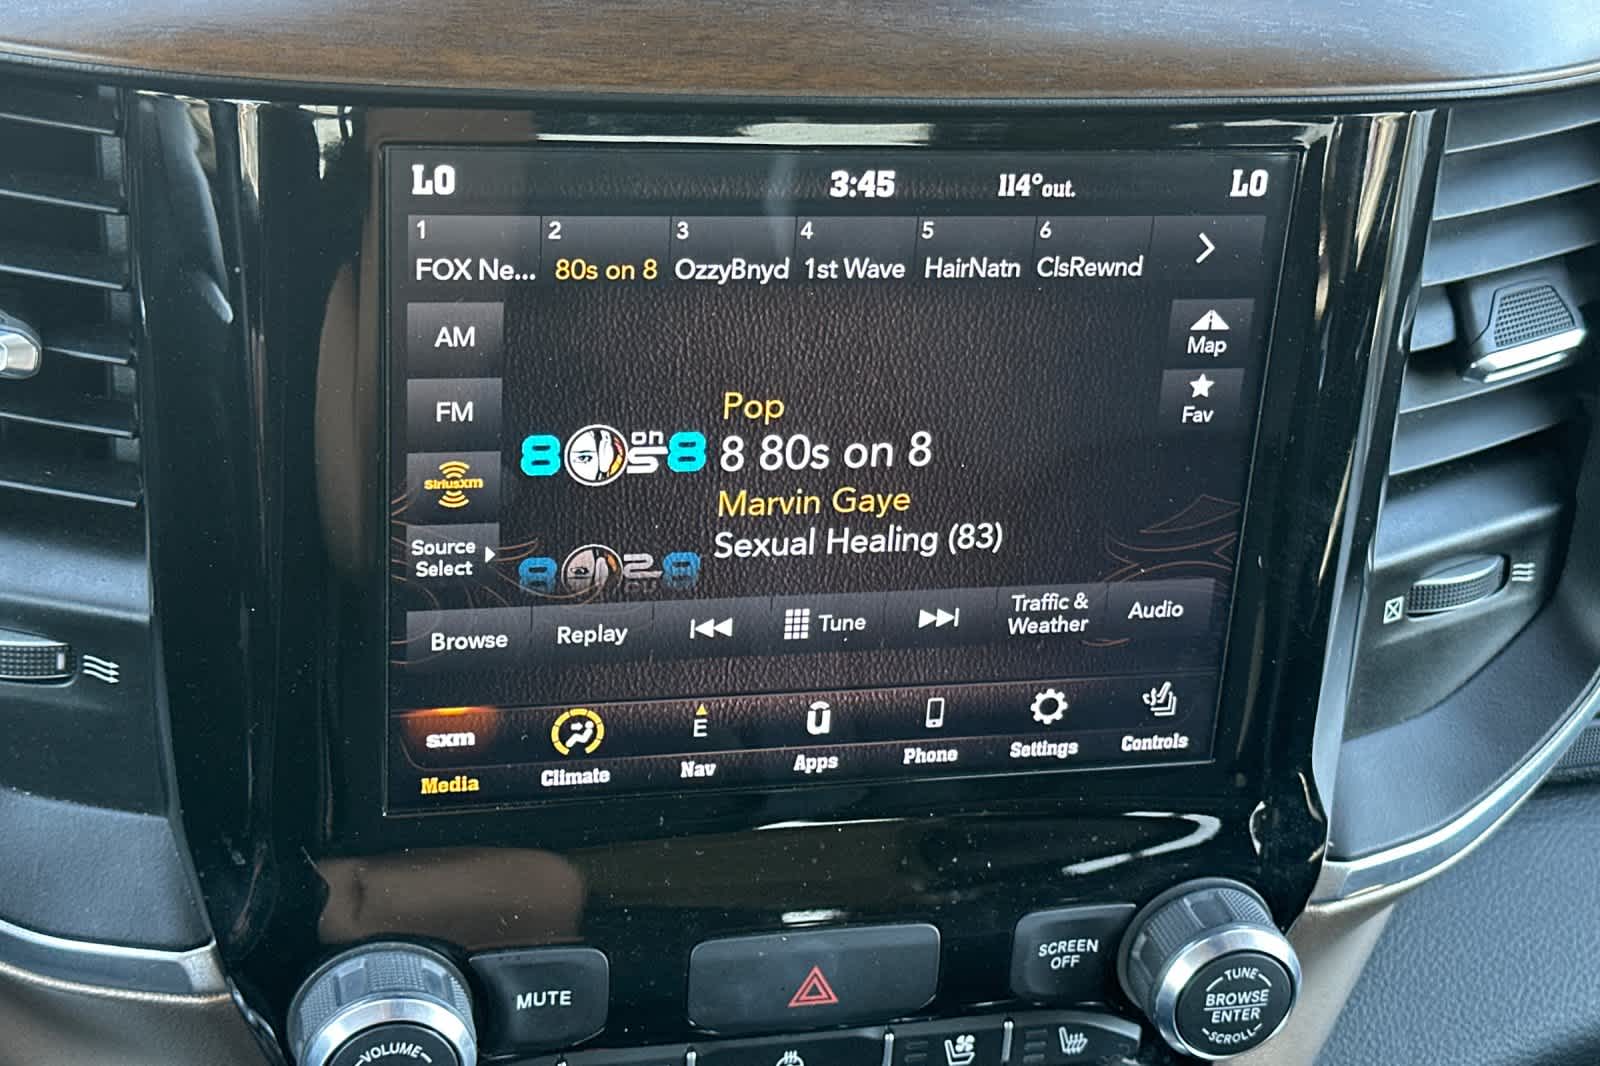 LO 3:45 114°out. LO
1 2 3 4 5 6
FOX Ne... 80s on 8 OzzyBnyd 1st Wave HairNatn ClsRewnd
AM
Map
FM
Fav
Pop
8 on 8
8 80s on 8
SiriusXM
Marvin Gaye
Sexual Healing (83)
Source
Select
Browse Replay Tune Traffic &
Weather Audio
sxm E u
Media Climate Nav Apps Phone Settings Controls
MUTE
SCREEN
OFF
VOLUME
TUNE
BROWSE
ENTER
SCROLL